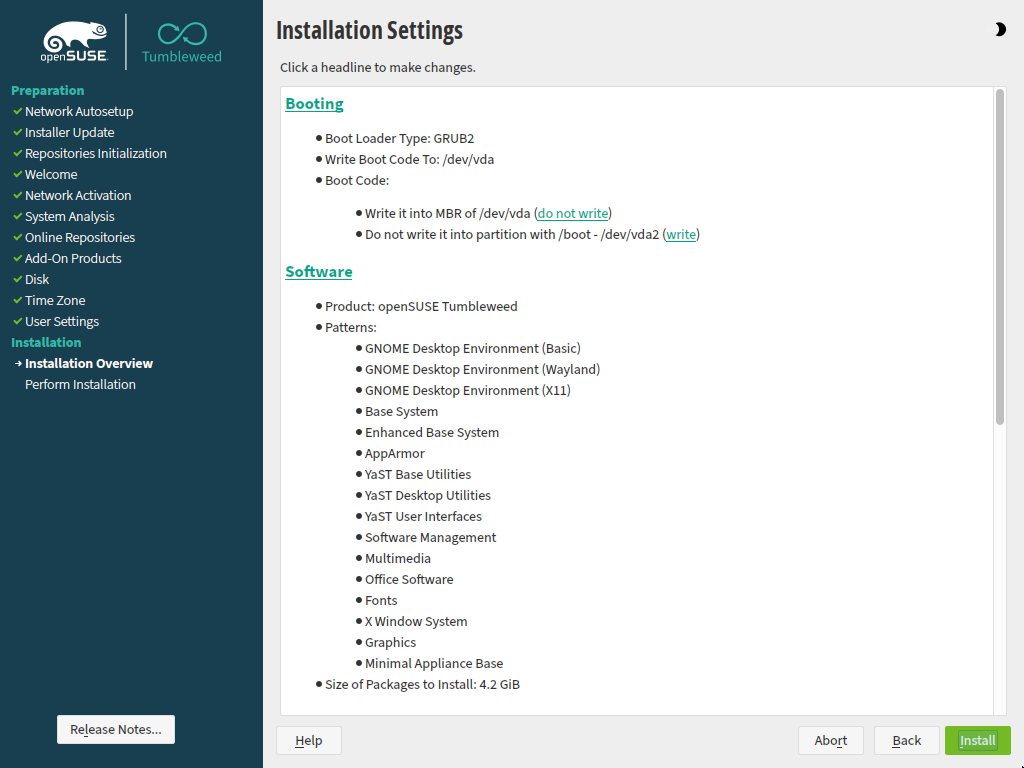 openSUSE
Tumbleweed
Preparation
Network Autosetup
Installer Update
Repositories Initialization
Welcome
Network Activation
System Analysis
Online Repositories
Add-On Products
Disk
Time Zone
User Settings
Installation
Installation Overview
Perform Installation
Release Notes...
Installation Settings
Click a headline to make changes.
Booting
Boot Loader Type: GRUB2
Write Boot Code To: /dev/vda
Boot Code:
Write it into MBR of /dev/vda (do not write)
Do not write it into partition with /boot - /dev/vda2 (write)
Software
Product: openSUSE Tumbleweed
Patterns:
GNOME Desktop Environment (Basic)
GNOME Desktop Environment (Wayland)
GNOME Desktop Environment (X11)
Base System
Enhanced Base System
AppArmor
YaST Base Utilities
YaST Desktop Utilities
YaST User Interfaces
Software Management
Multimedia
Office Software
Fonts
X Window System
Graphics
Minimal Appliance Base
Size of Packages to Install: 4.2 GiB
Help
Abort
Back
Install